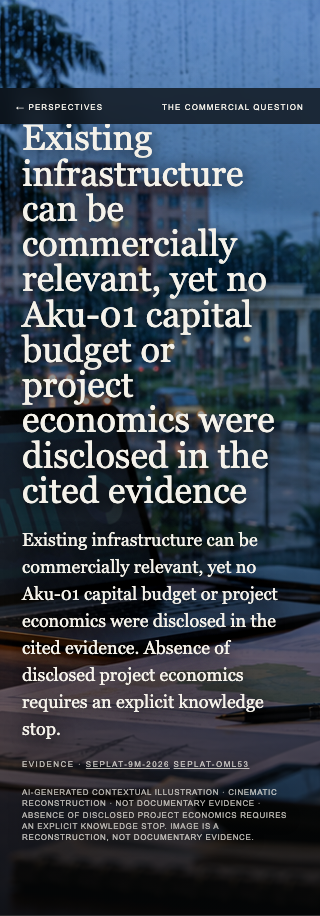 ← PERSPECTIVES
THE COMMERCIAL QUESTION
Existing
infrastructure
can be
commercially
relevant, yet no
Aku-01 capital
budget or
project
economics were
disclosed in the
cited evidence
Existing infrastructure can be
commercially relevant, yet no
Aku-01 capital budget or project
economics were disclosed in the
cited evidence. Absence of
disclosed project economics
requires an explicit knowledge
stop.
EVIDENCE · SEPLAT-9M-2026 SEPLAT-OML53
AI-GENERATED CONTEXTUAL ILLUSTRATION · CINEMATIC
RECONSTRUCTION · NOT DOCUMENTARY EVIDENCE ·
ABSENCE OF DISCLOSED PROJECT ECONOMICS REQUIRES
AN EXPLICIT KNOWLEDGE STOP. IMAGE IS A
RECONSTRUCTION, NOT DOCUMENTARY EVIDENCE.